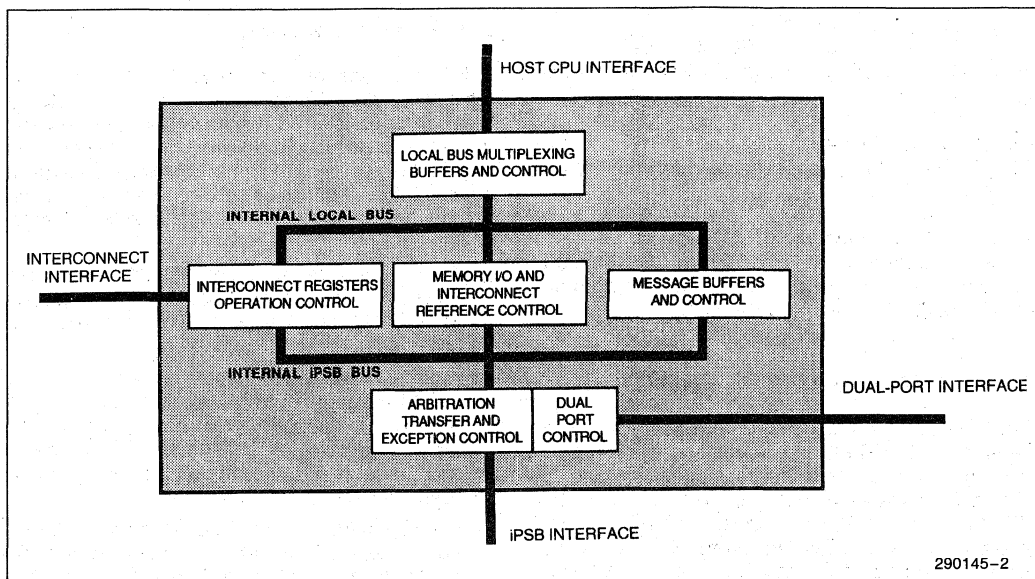 HOST CPU INTERFACE
LOCAL BUS MULTIPLEXING
BUFFERS AND CONTROL
INTERNAL LOCAL BUS
INTERCONNECT
INTERFACE
INTERCONNECT REGISTERS
OPERATION CONTROL
MEMORY I/O AND
INTERCONNECT
REFERENCE CONTROL
MESSAGE BUFFERS
AND CONTROL
INTERNAL iPSB BUS
ARBITRATION
TRANSFER AND
EXCEPTION CONTROL
DUAL
PORT
CONTROL
DUAL-PORT INTERFACE
iPSB INTERFACE
290145-2